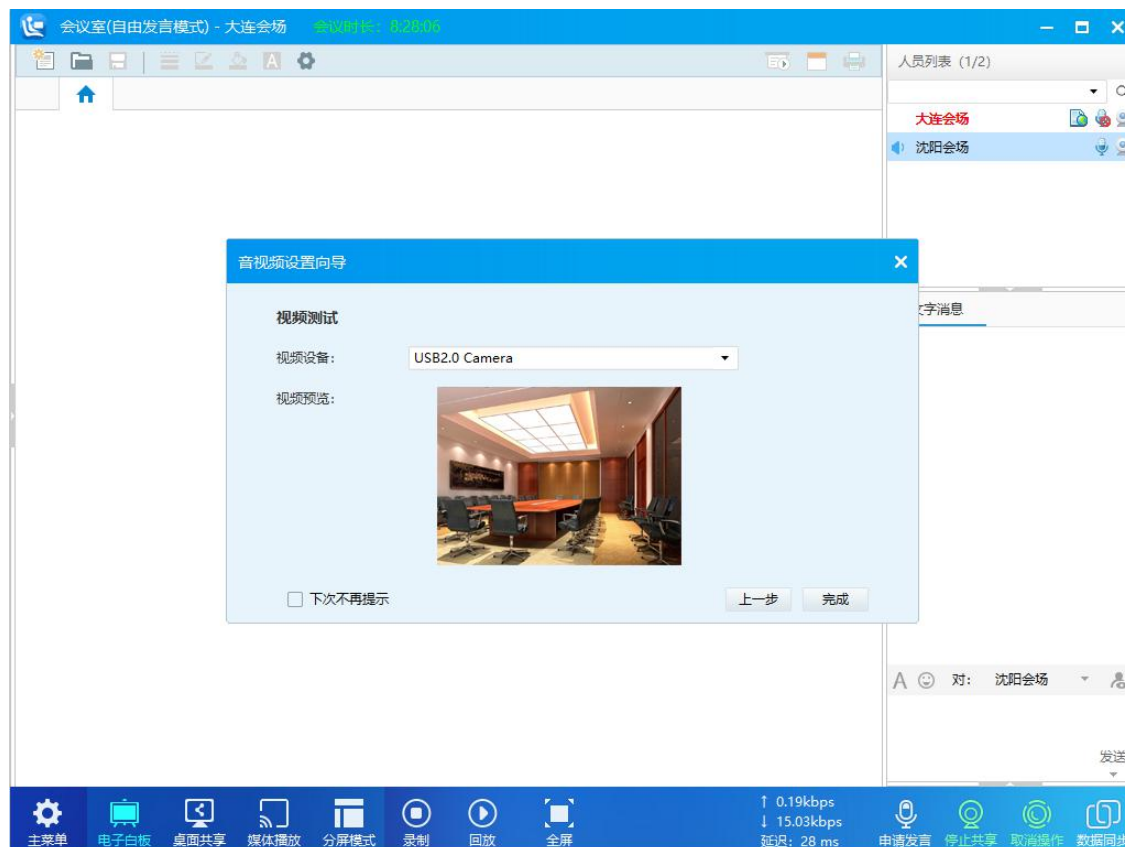 会议室(自由发言模式) - 大连会场 会议时长: 8:28:06
人员列表 (1/2)
大连会场
沈阳会场
音视频设置向导
视频测试
视频设备: USB2.0 Camera
视频预览:
文字消息
下次不再提示
上一步 完成
A 对: 沈阳会场
发送
↑ 0.19kbps
↓ 15.03kbps
延迟: 28 ms
主菜单 电子白板 桌面共享 媒体播放 分屏模式 录制 回放 全屏 申请发言 停止共享 取消操作 数据同步